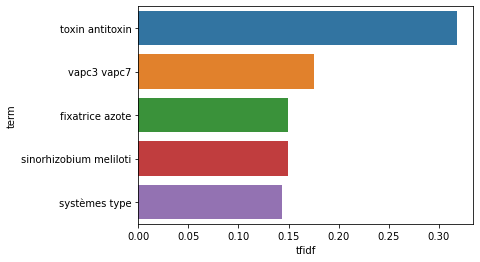 toxin antitoxin
vapc3 vapc7
fixatrice azote
sinorhizobium meliloti
systèmes type
term
0.00 0.05 0.10 0.15 0.20 0.25 0.30
tfidf